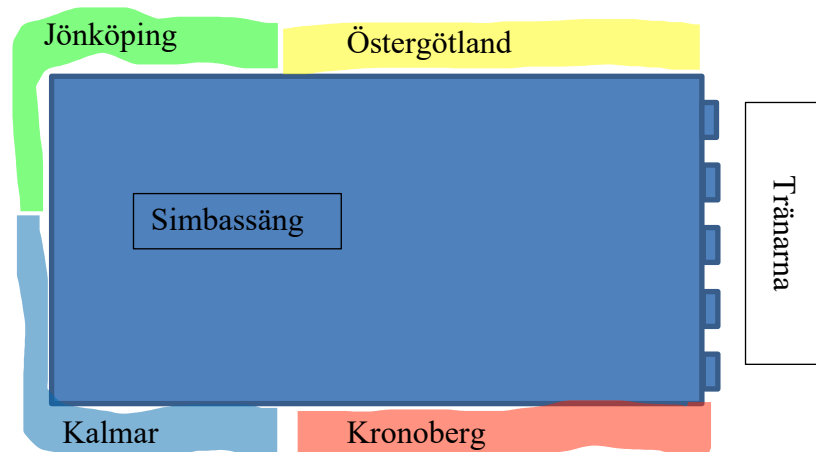 Jönköping
Östergötland
Simbassäng
Tränarna
Kalmar
Kronoberg